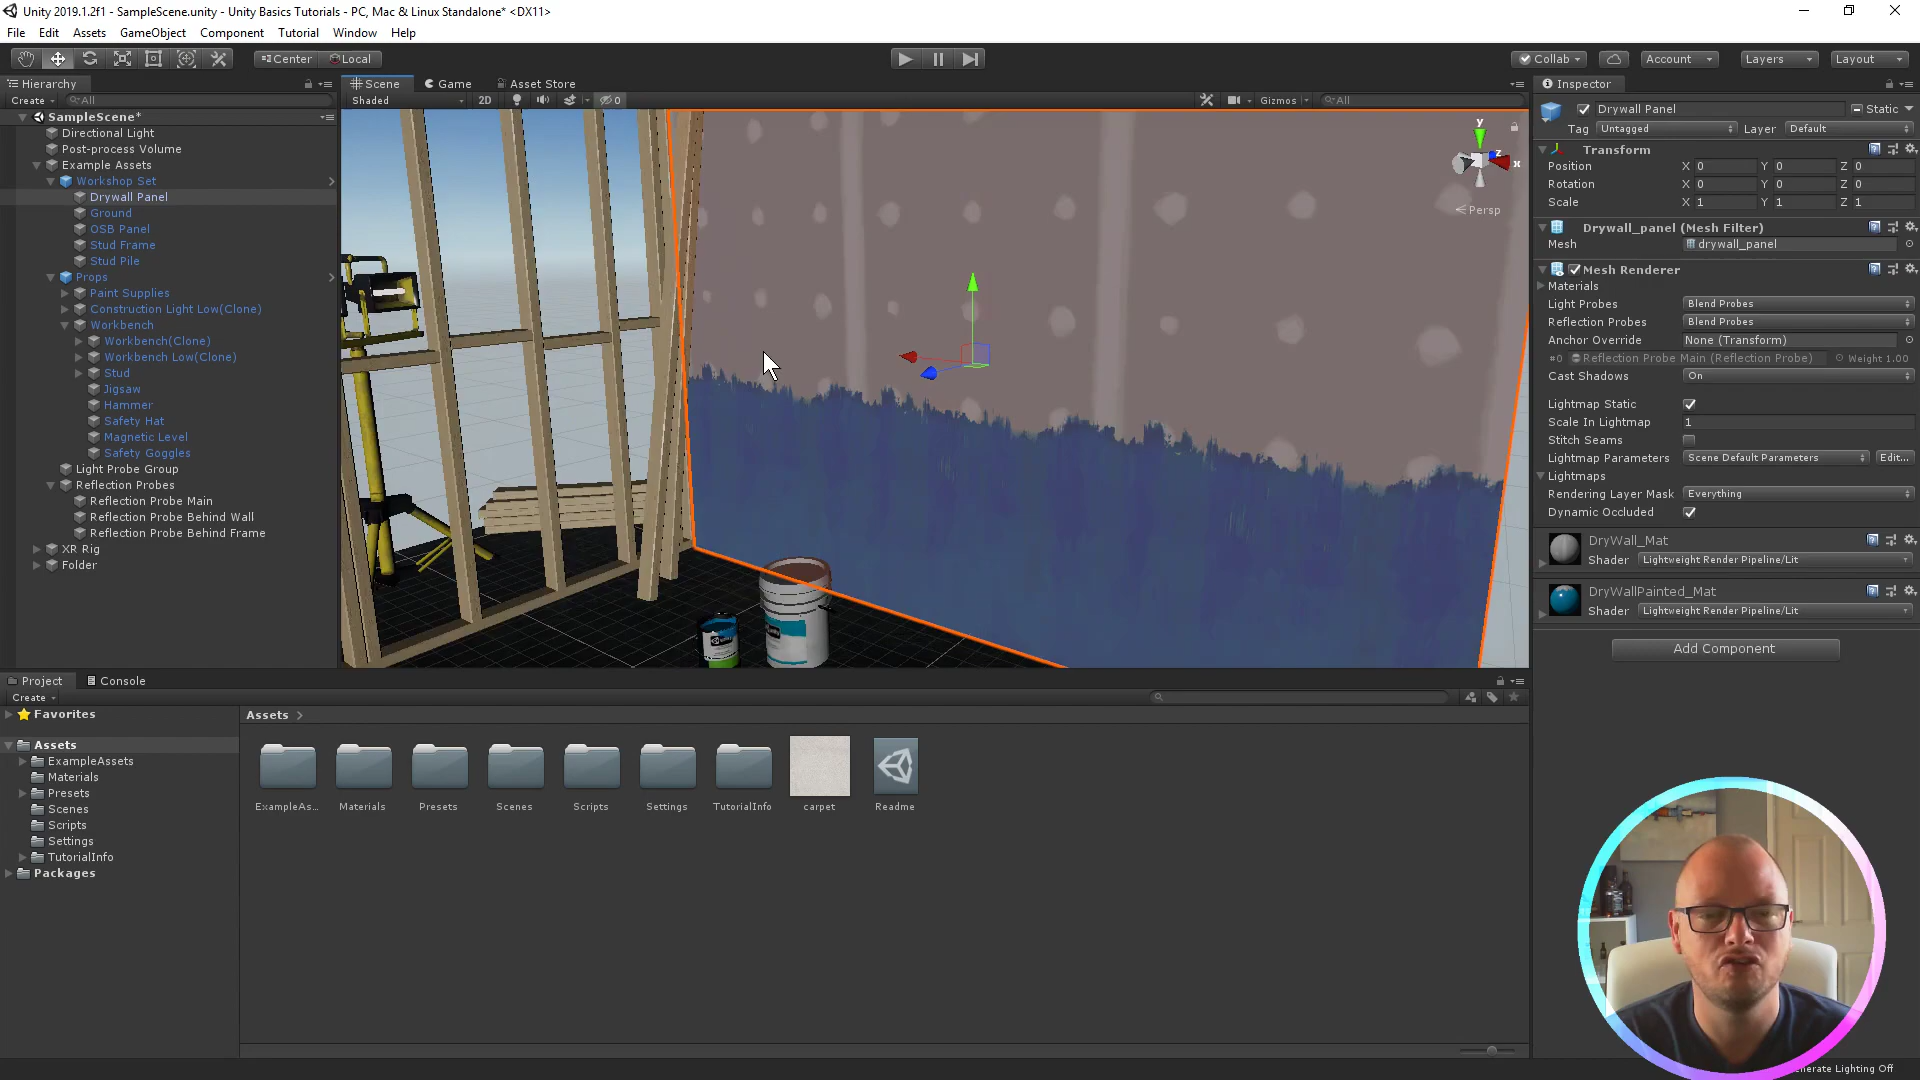 Unity 2019.1.2f1 - SampleScene.unity - Unity Basics Tutorials - PC, Mac & Linux Standalone* <DX11>
File Edit Assets GameObject Component Tutorial Window Help
Center Local
Collab Account Layers Layout
Hierarchy
Create All
SampleScene*
Directional Light
Post-process Volume
Example Assets
Workshop Set
Drywall Panel
Ground
OSB Panel
Stud Frame
Stud Pile
Props
Paint Supplies
Construction Light Low(Clone)
Workbench
Workbench(Clone)
Workbench Low(Clone)
Stud
Jigsaw
Hammer
Safety Hat
Magnetic Level
Safety Goggles
Light Probe Group
Reflection Probes
Reflection Probe Main
Reflection Probe Behind Wall
Reflection Probe Behind Frame
XR Rig
Folder
Scene Game Asset Store
Shaded 2D 0 Gizmos All
y
z
x
Persp
Inspector
Drywall Panel Static
Tag Untagged Layer Default
Transform
Position X 0 Y 0 Z 0
Rotation X 0 Y 0 Z 0
Scale X 1 Y 1 Z 1
Drywall_panel (Mesh Filter)
Mesh drywall_panel
Mesh Renderer
Materials
Light Probes Blend Probes
Reflection Probes Blend Probes
Anchor Override None (Transform)
#0 Reflection Probe Main (Reflection Probe) Weight 1.00
Cast Shadows On
Lightmap Static
Scale In Lightmap 1
Stitch Seams
Lightmap Parameters Scene Default Parameters Edit...
Lightmaps
Rendering Layer Mask Everything
Dynamic Occluded
DryWall_Mat
Shader Lightweight Render Pipeline/Lit
DryWallPainted_Mat
Shader Lightweight Render Pipeline/Lit
Add Component
Project Console
Create
Favorites
Assets
ExampleAssets
Materials
Presets
Scenes
Scripts
Settings
TutorialInfo
Packages
Assets
ExampleAs... Materials Presets Scenes Scripts Settings TutorialInfo carpet Readme
enerate Lighting Off